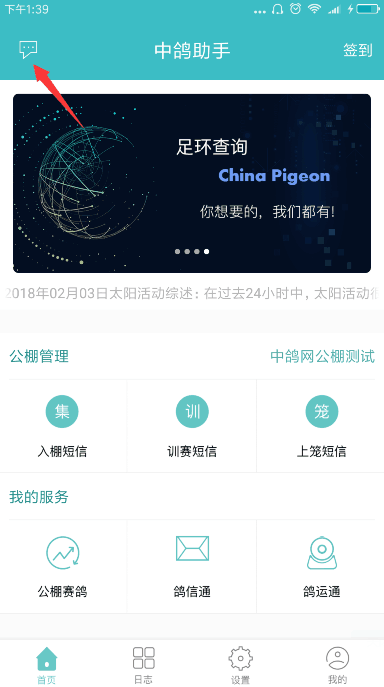 下午1:39
中鸽助手
签到
足环查询
China Pigeon
你想要的，我们都有!
2018年02月03日太阳活动综述：在过去24小时中，太阳活动很
公棚管理
中鸽网公棚测试
集
训
笼
入棚短信
训赛短信
上笼短信
我的服务
公棚赛鸽
鸽信通
鸽运通
首页
日志
设置
我的